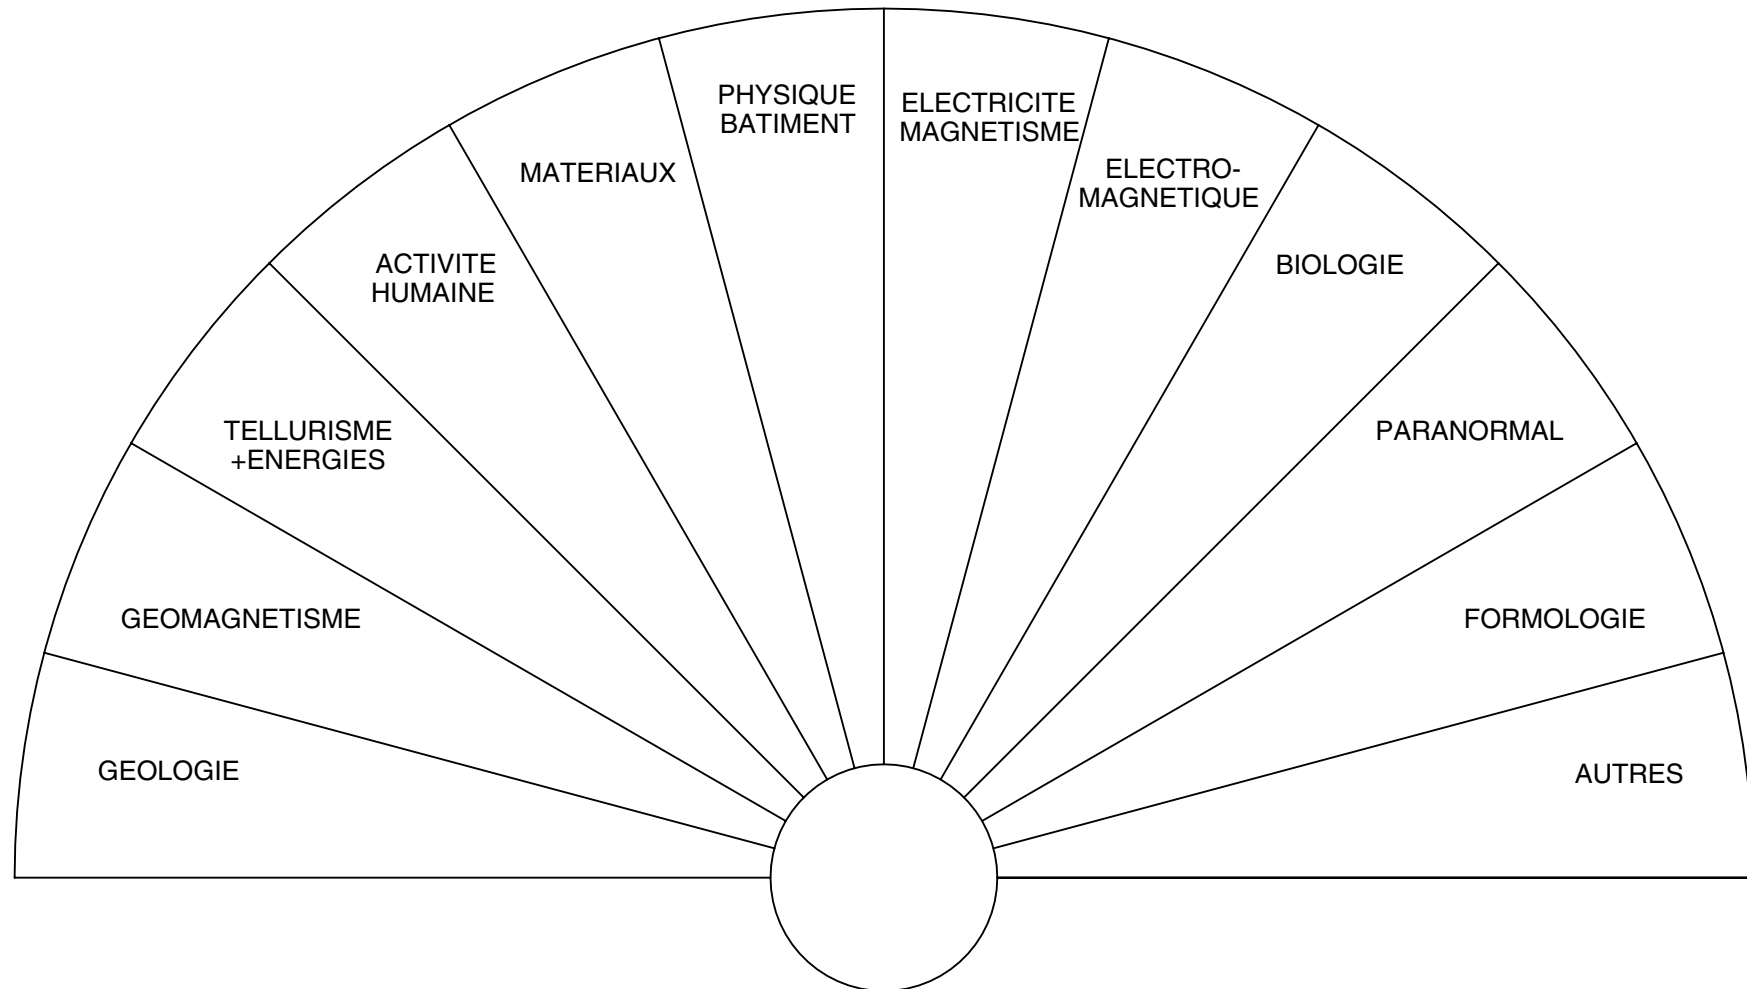 PHYSIQUE
BATIMENT
ELECTRICITE
MAGNETISME
MATERIAUX
ELECTRO-
MAGNETIQUE
ACTIVITE
HUMAINE
BIOLOGIE
TELLURISME
+ENERGIES
PARANORMAL
GEOMAGNETISME
FORMOLOGIE
GEOLOGIE
AUTRES